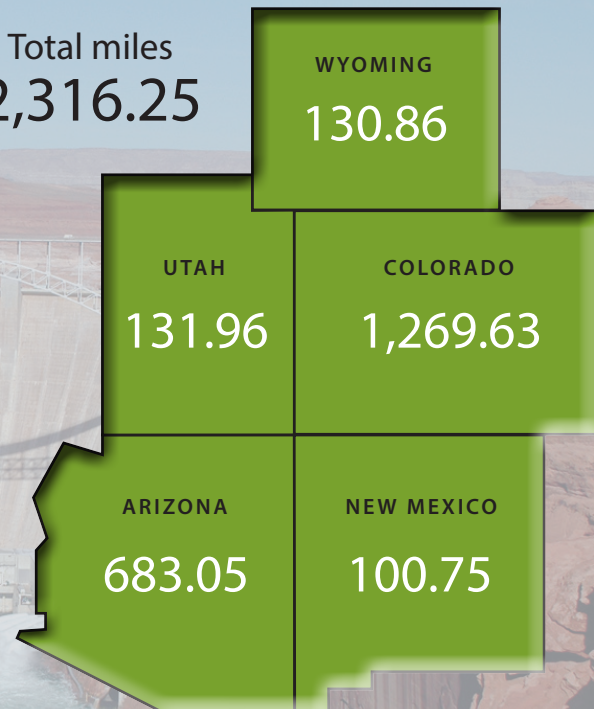 Total miles
2,316.25
WYOMING
130.86
UTAH
131.96
COLORADO
1,269.63
ARIZONA
683.05
NEW MEXICO
100.75